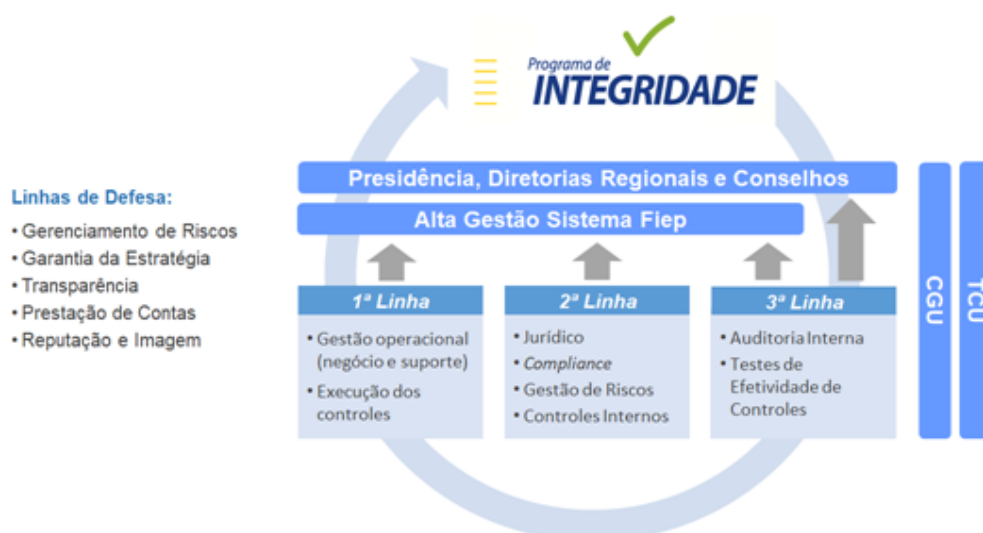 Programa de
INTEGRIDADE
Linhas de Defesa:
• Gerenciamento de Riscos
• Garantia da Estratégia
• Transparência
• Prestação de Contas
• Reputação e Imagem
Presidência, Diretorias Regionais e Conselhos
Alta Gestão Sistema Fiep
1ª Linha
• Gestão operacional
(negócio e suporte)
• Execução dos
controles
2ª Linha
• Jurídico
• Compliance
• Gestão de Riscos
• Controles Internos
3ª Linha
• Auditoria Interna
• Testes de
Efetividade de
Controles
CGU
TCU